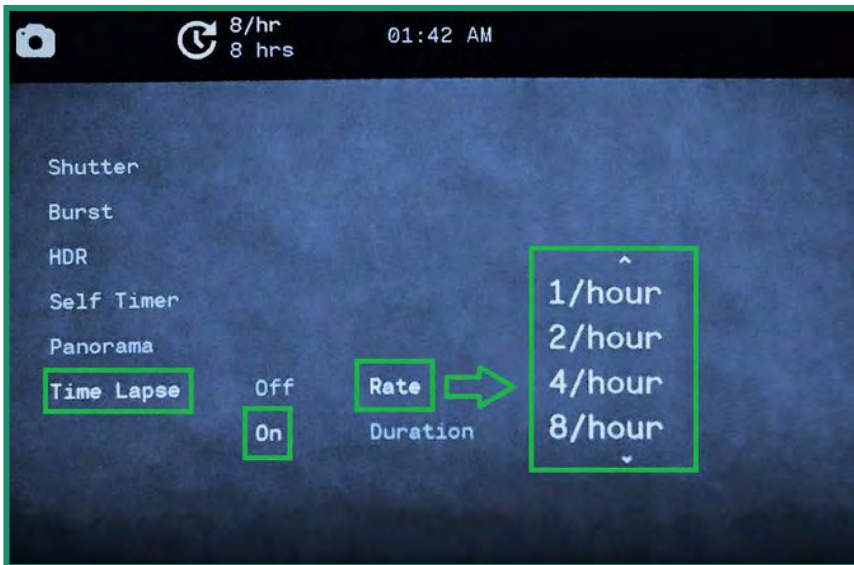 8/hr
8 hrs
01:42 AM
Shutter
Burst
HDR
Self Timer
Panorama
Time Lapse
Off
On
Rate
Duration
1/hour
2/hour
4/hour
8/hour